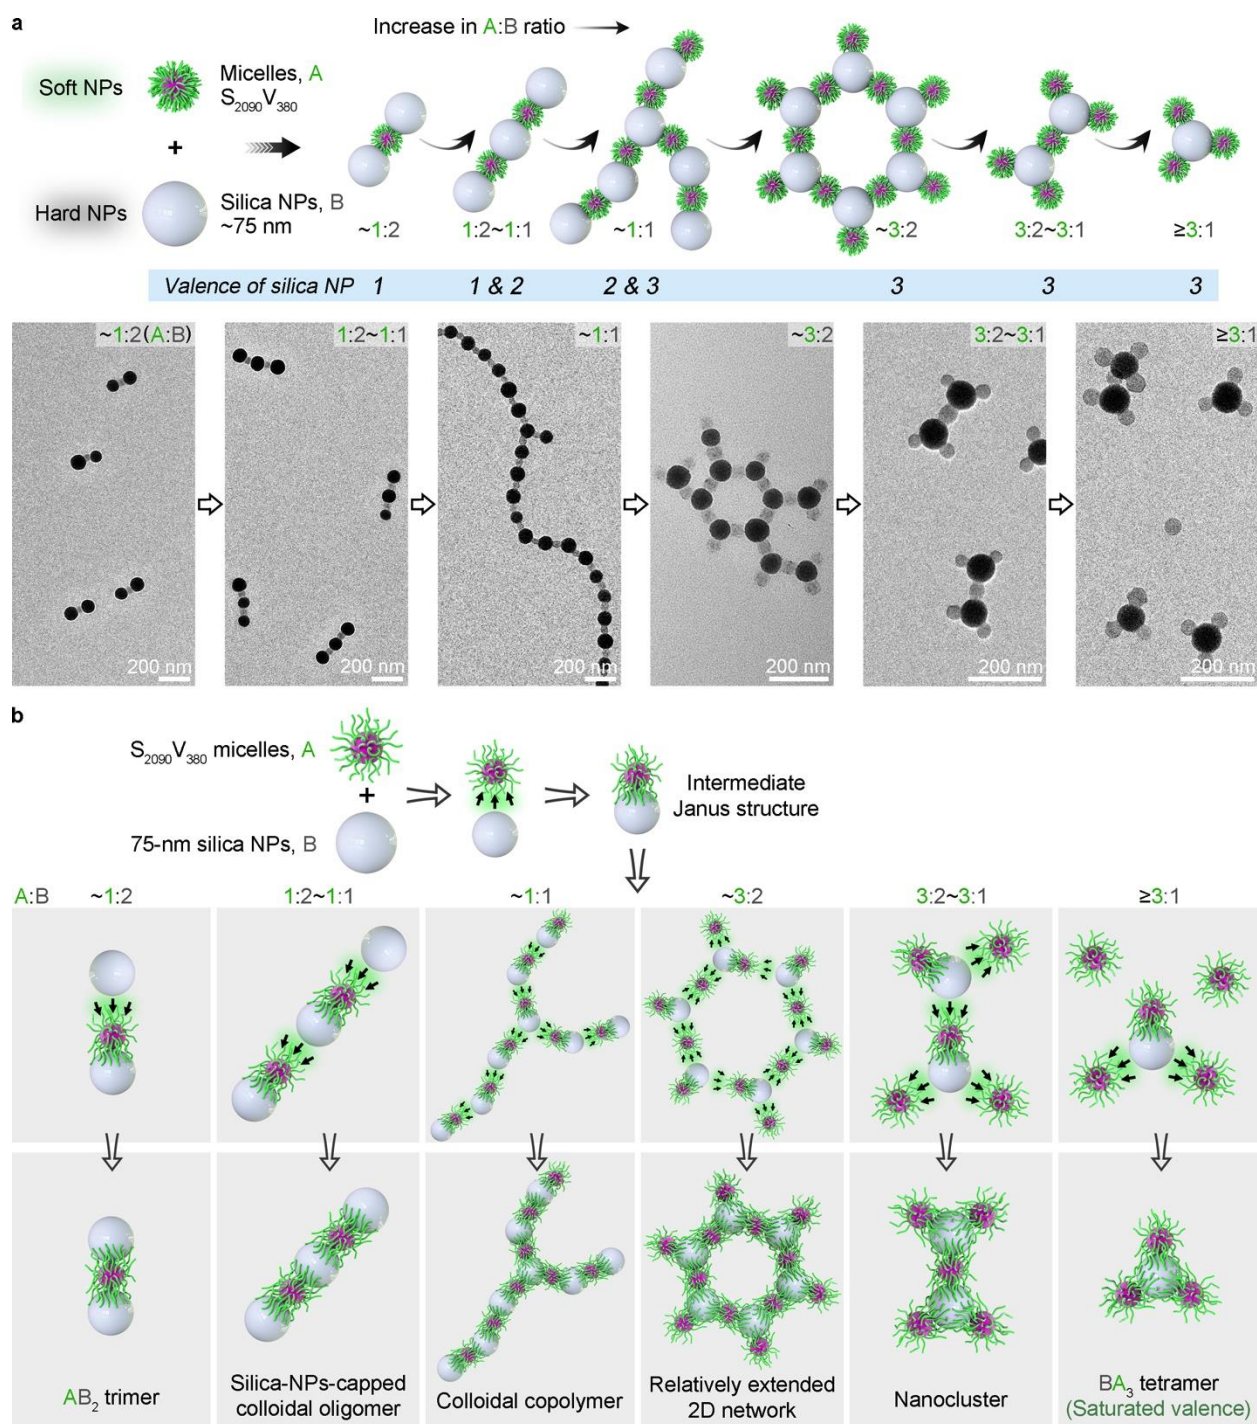 a
Increase in A:B ratio
Soft NPs
Micelles, A
S2090V380
+
Hard NPs
Silica NPs, B
~75 nm
~1:2
1:2~1:1
~1:1
~3:2
3:2~3:1
≥3:1
Valence of silica NP 1 1 & 2 2 & 3 3 3 3
~1:2(A:B)
1:2~1:1
~1:1
~3:2
3:2~3:1
≥3:1
200 nm
200 nm
200 nm
200 nm
200 nm
200 nm
b
S2090V380 micelles, A
+
75-nm silica NPs, B
Intermediate
Janus structure
A:B ~1:2 1:2~1:1 ~1:1 ~3:2 3:2~3:1 ≥3:1
AB2 trimer
Silica-NPs-capped
colloidal oligomer
Colloidal copolymer
Relatively extended
2D network
Nanocluster
BA3 tetramer
(Saturated valence)